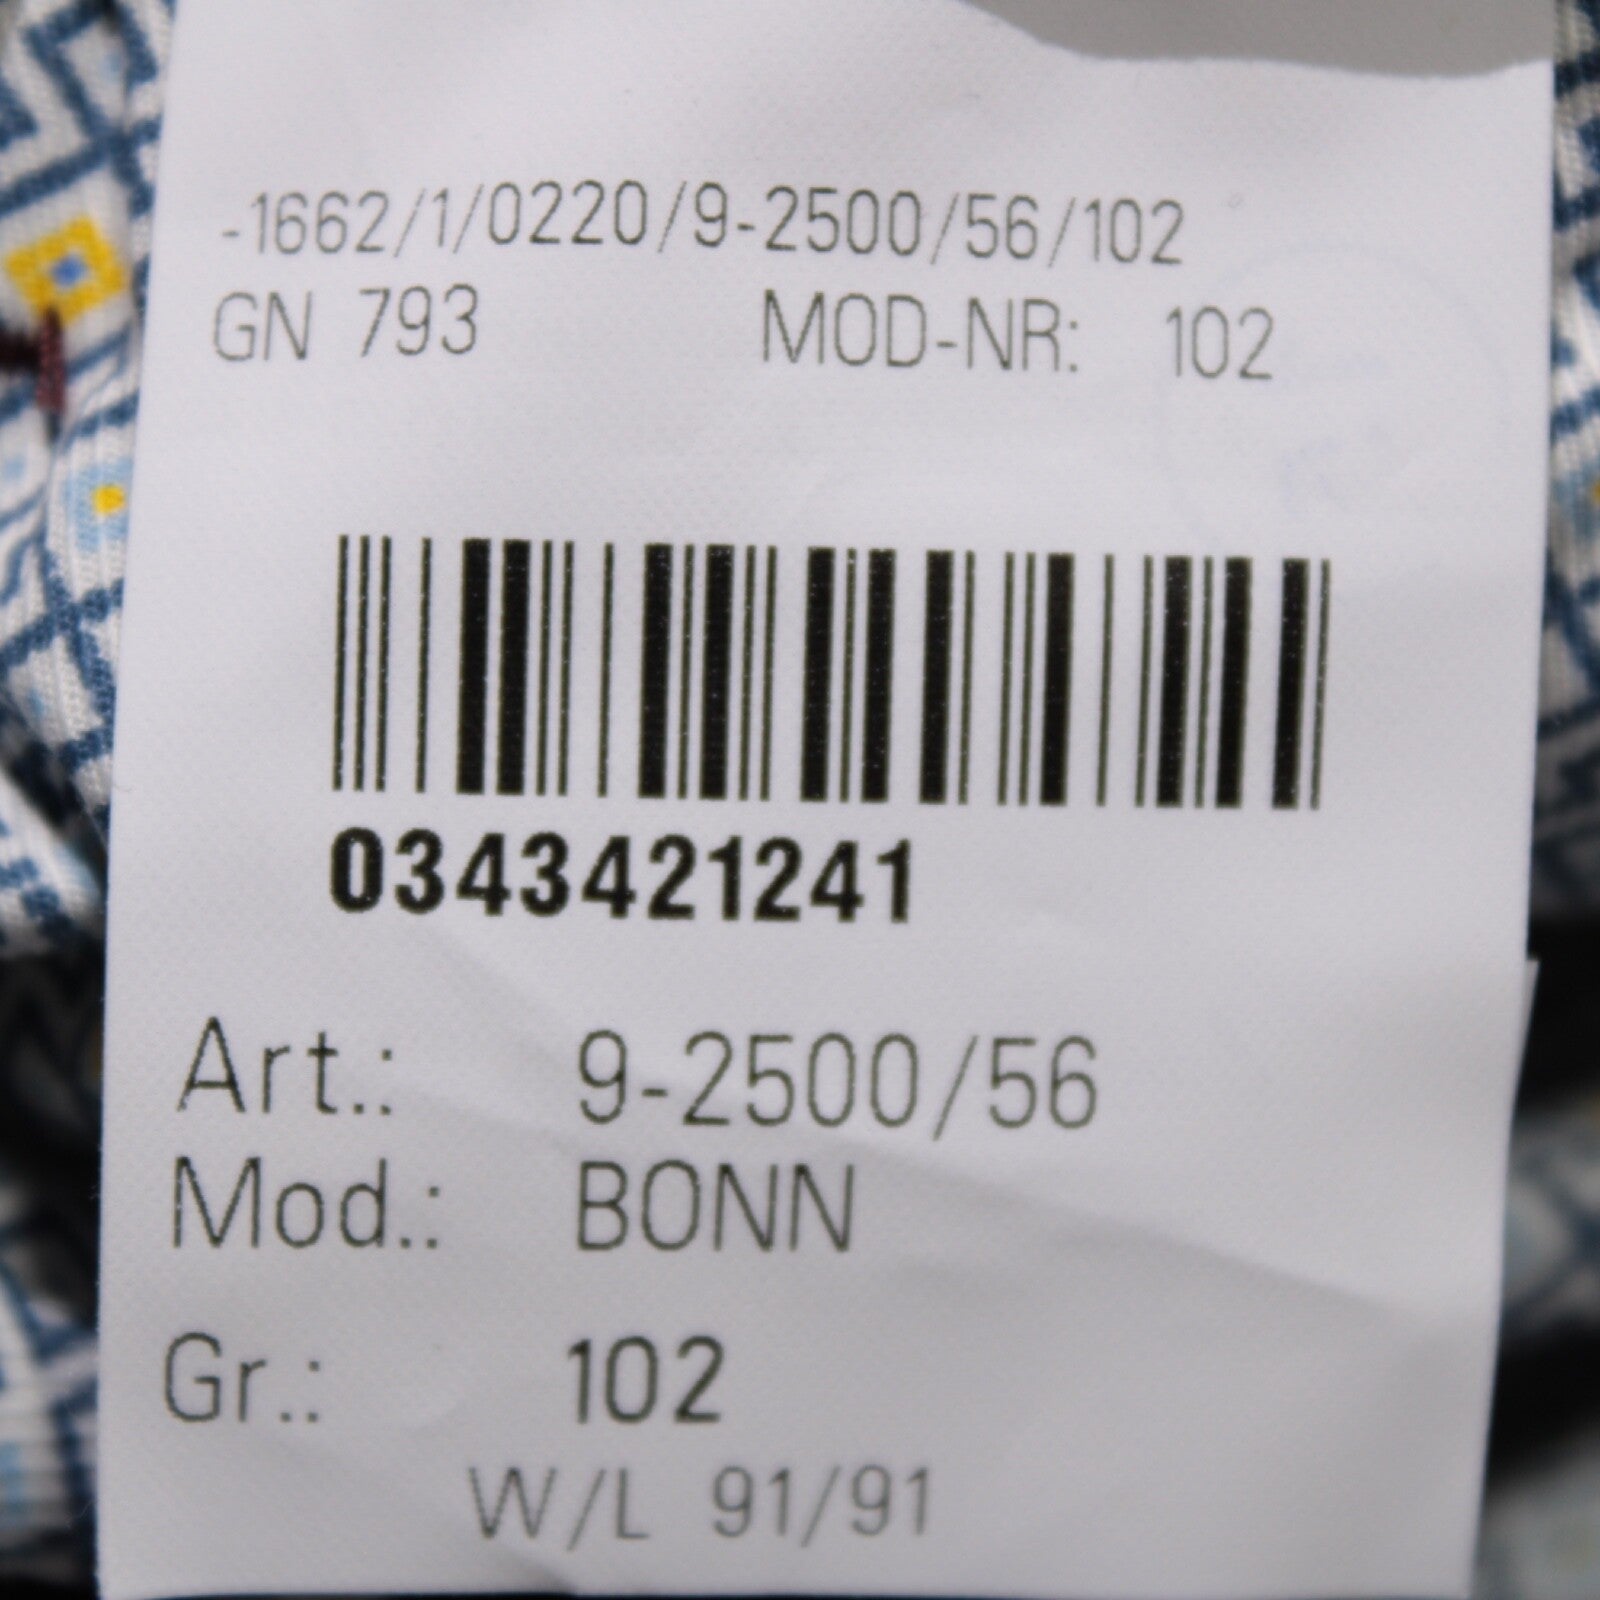 -1662/1/0220/9-2500/56/102
GN 793 MOD-NR: 102
0343421241
Art.: 9-2500/56
Mod.: BONN
Gr.: 102
W/L 91/91